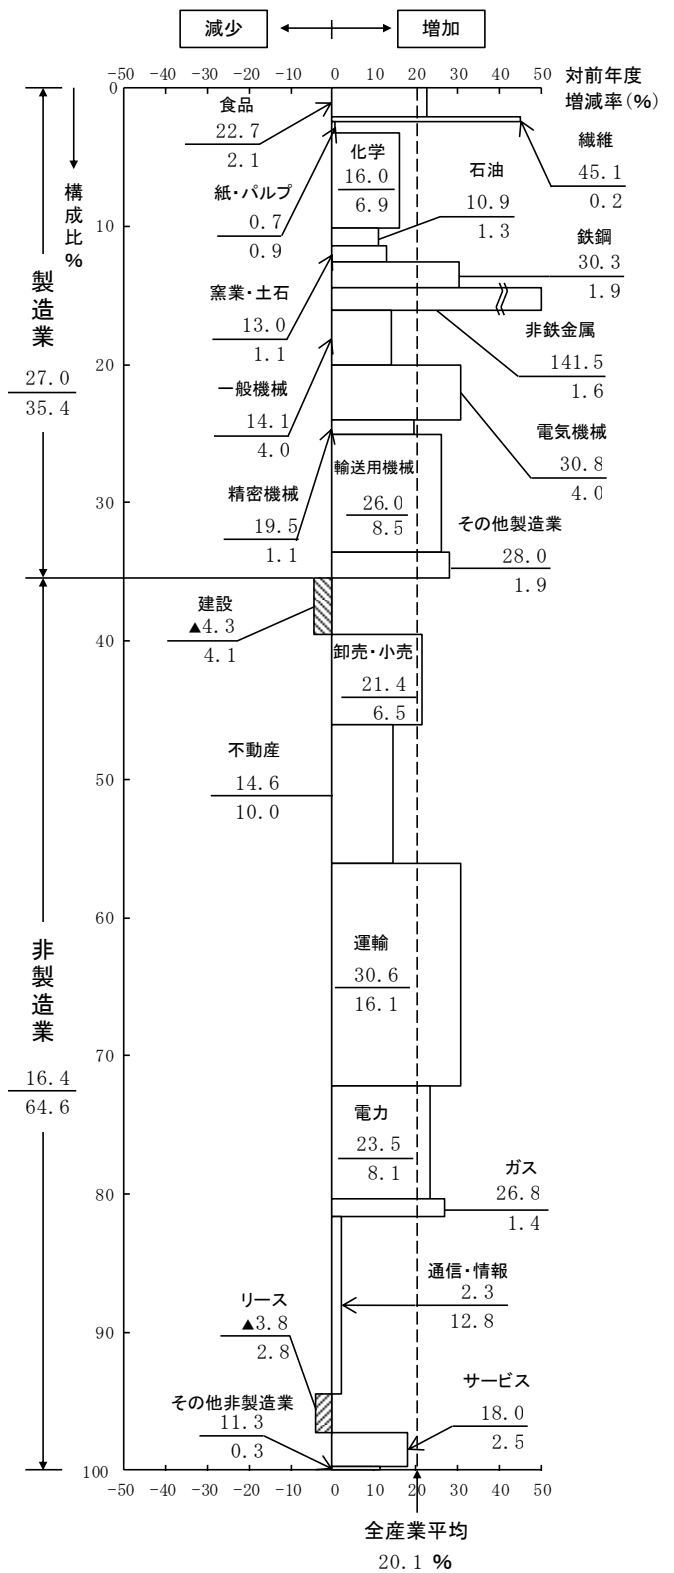 減少
増加
-50 -40 -30 -20 -10 0 10 20 30 40 50
対前年度
増減率(%)
0
10
20
30
40
50
60
70
80
90
100
構成比%
製造業
27.0
35.4
非製造業
16.4
64.6
食品
22.7
2.1
繊維
45.1
0.2
紙・パルプ
0.7
0.9
化学
16.0
6.9
石油
10.9
1.3
窯業・土石
13.0
1.1
鉄鋼
30.3
1.9
非鉄金属
141.5
1.6
一般機械
14.1
4.0
電気機械
30.8
4.0
精密機械
19.5
1.1
輸送用機械
26.0
8.5
その他製造業
28.0
1.9
建設
▲4.3
4.1
卸売・小売
21.4
6.5
不動産
14.6
10.0
運輸
30.6
16.1
電力
23.5
8.1
ガス
26.8
1.4
通信・情報
2.3
12.8
リース
▲3.8
2.8
サービス
18.0
2.5
その他非製造業
11.3
0.3
-50 -40 -30 -20 -10 0 10 20 30 40 50
全産業平均
20.1 %